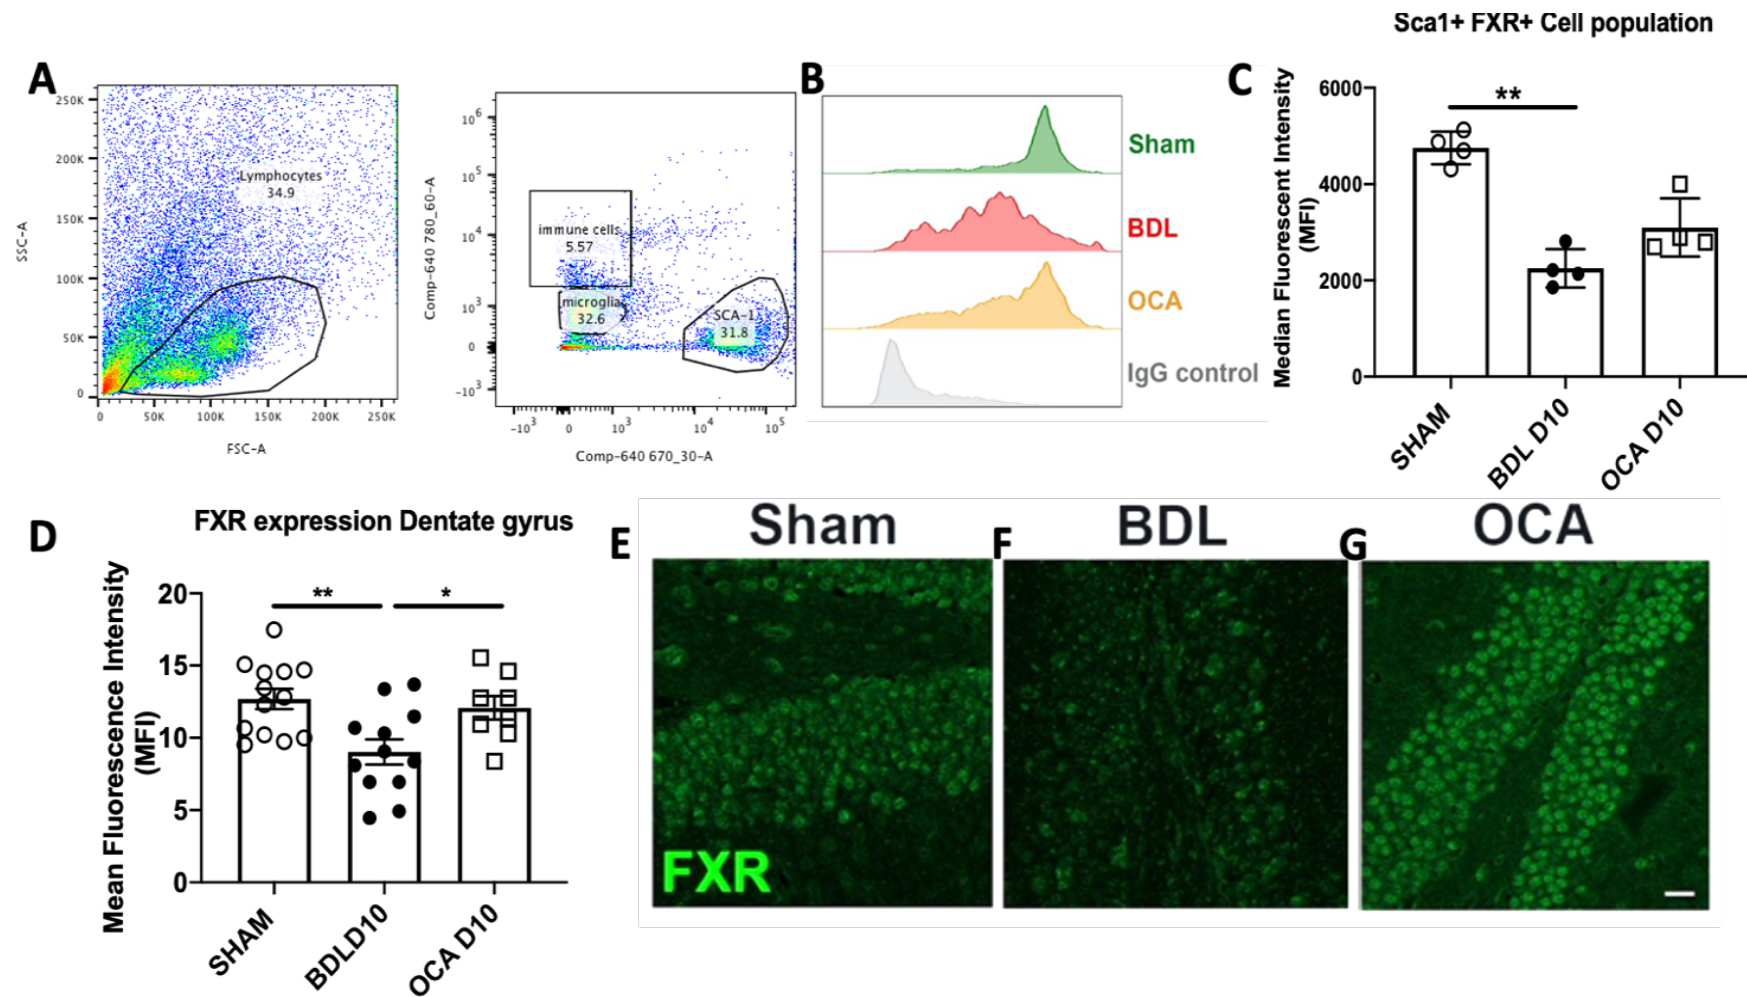 A
250K
200K
150K
100K
50K
0
SSC-A
Lymphocytes
34.9
0
50K
100K
150K
200K
250K
FSC-A
10^6
10^5
10^4
10^3
0
-10^3
Comp-640 780_60-A
immune cells
5.57
microglia
32.6
SCA-1
31.8
-10^3
0
10^3
10^4
10^5
Comp-640 670_30-A
B
Sham
BDL
OCA
IgG control
C
Sca1+ FXR+ Cell population
Median Fluorescent Intensity
(MFI)
6000
4000
2000
0
**
SHAM
BDL D10
OCA D10
D
FXR expression Dentate gyrus
Mean Fluorescence Intensity
(MFI)
20
15
10
5
0
**
*
SHAM
BDLD10
OCA D10
E
Sham
FXR
F
BDL
G
OCA